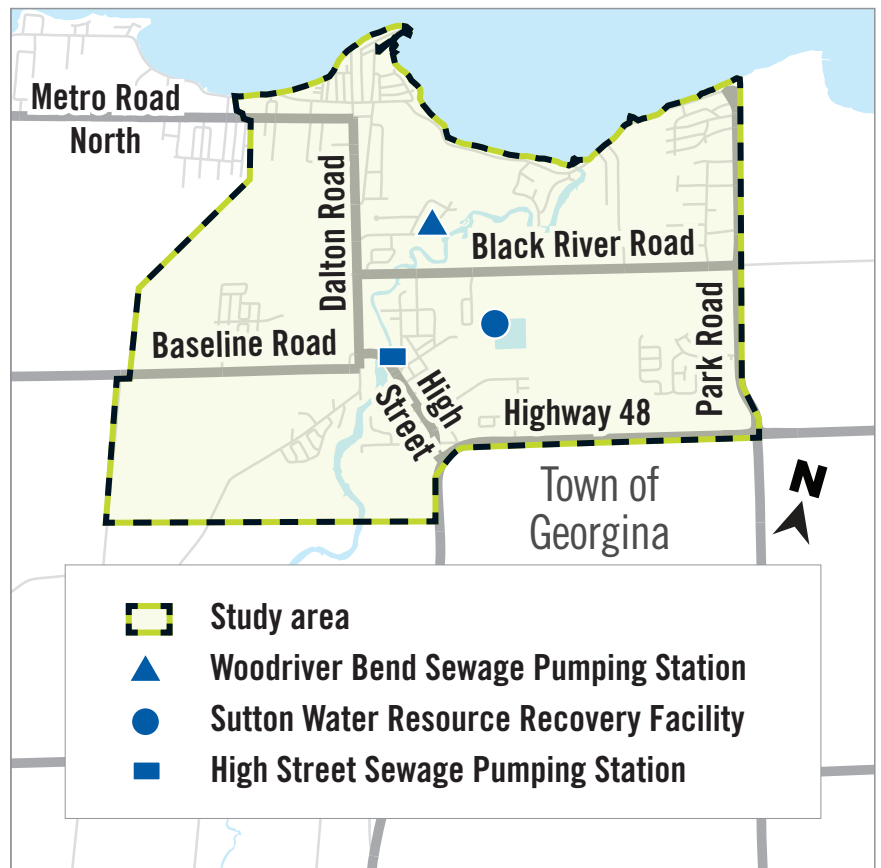 Metro Road
North
Dalton Road
Black River Road
Baseline Road
High
Street
Park Road
Highway 48
Town of
Georgina
N
Study area
Woodriver Bend Sewage Pumping Station
Sutton Water Resource Recovery Facility
High Street Sewage Pumping Station